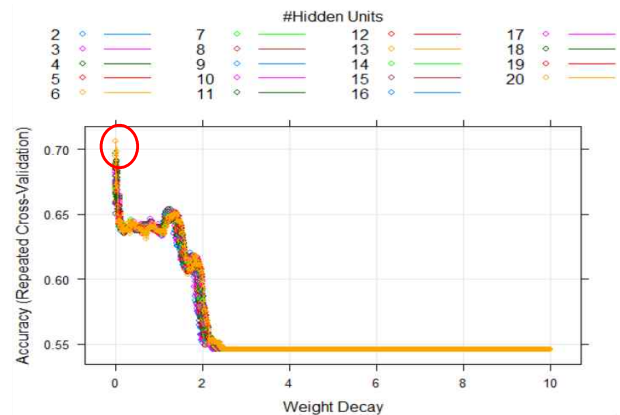 #Hidden Units
2 7 12 17
3 8 13 18
4 9 14 19
5 10 15 20
6 11 16
Accuracy (Repeated Cross-Validation)
0.70
0.65
0.60
0.55
0 2 4 6 8 10
Weight Decay